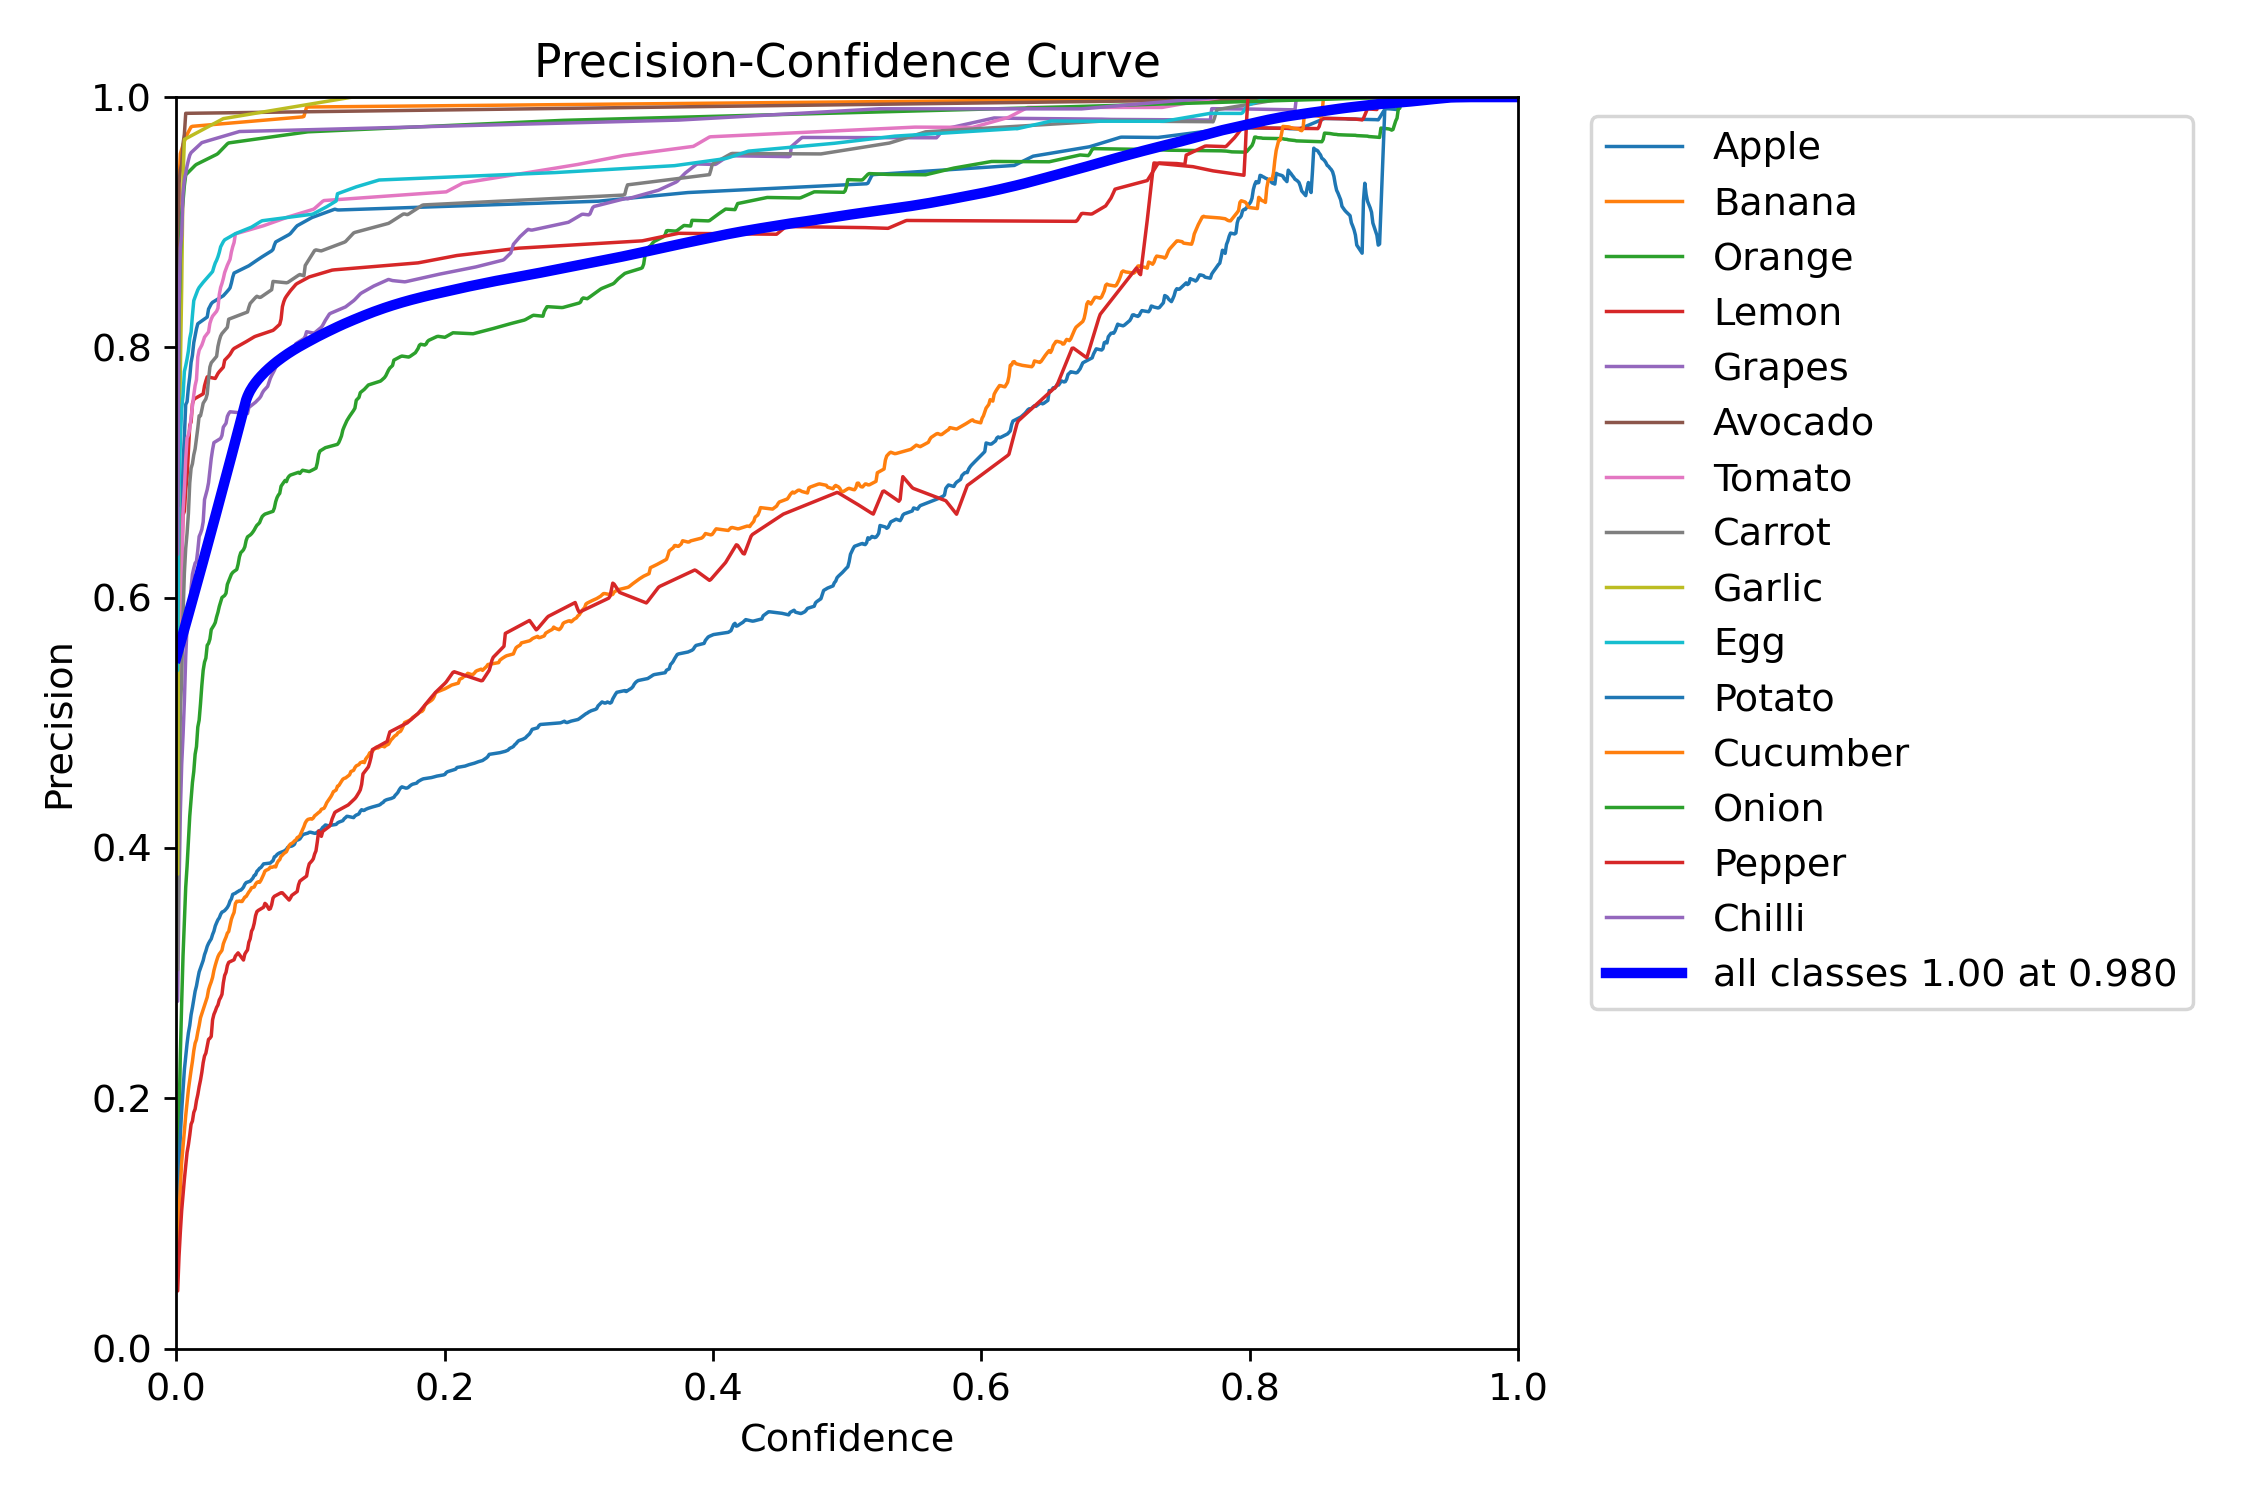 Precision-Confidence Curve
1.0
0.8
0.6
0.4
0.2
0.0
Precision
0.0 0.2 0.4 0.6 0.8 1.0
Confidence
Apple
Banana
Orange
Lemon
Grapes
Avocado
Tomato
Carrot
Garlic
Egg
Potato
Cucumber
Onion
Pepper
Chilli
all classes 1.00 at 0.980